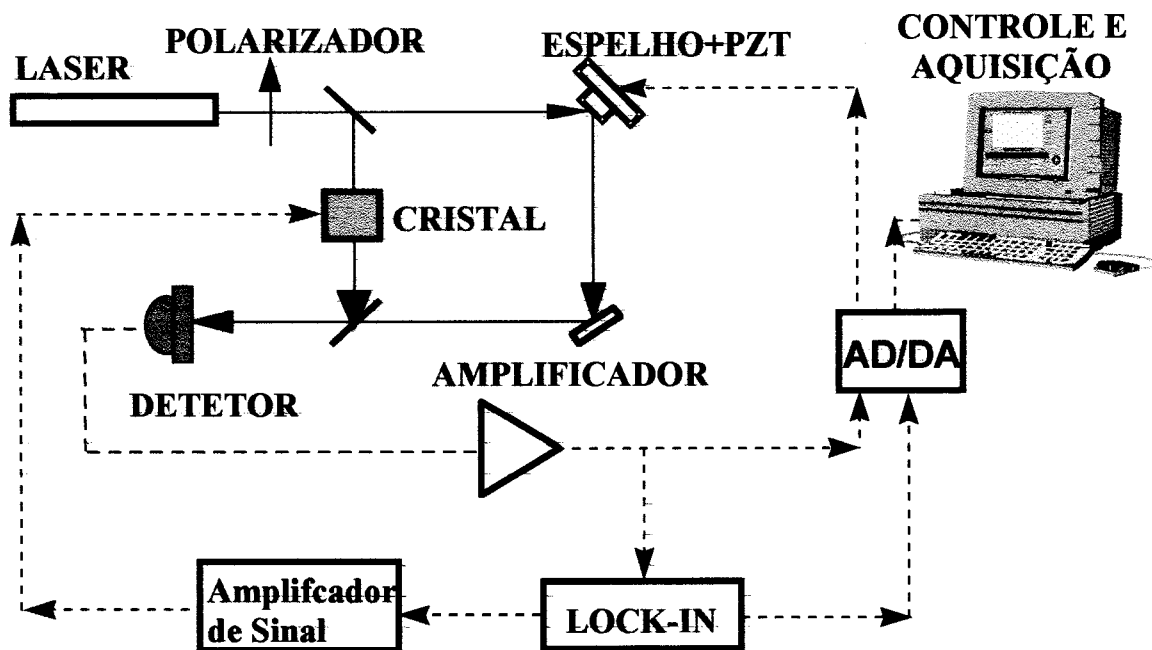 POLARIZADOR
LASER
ESPELHO+PZT
CONTROLE E
AQUISIÇÃO
CRISTAL
DETETOR
AMPLIFICADOR
AD/DA
Amplifcador
de Sinal
LOCK-IN